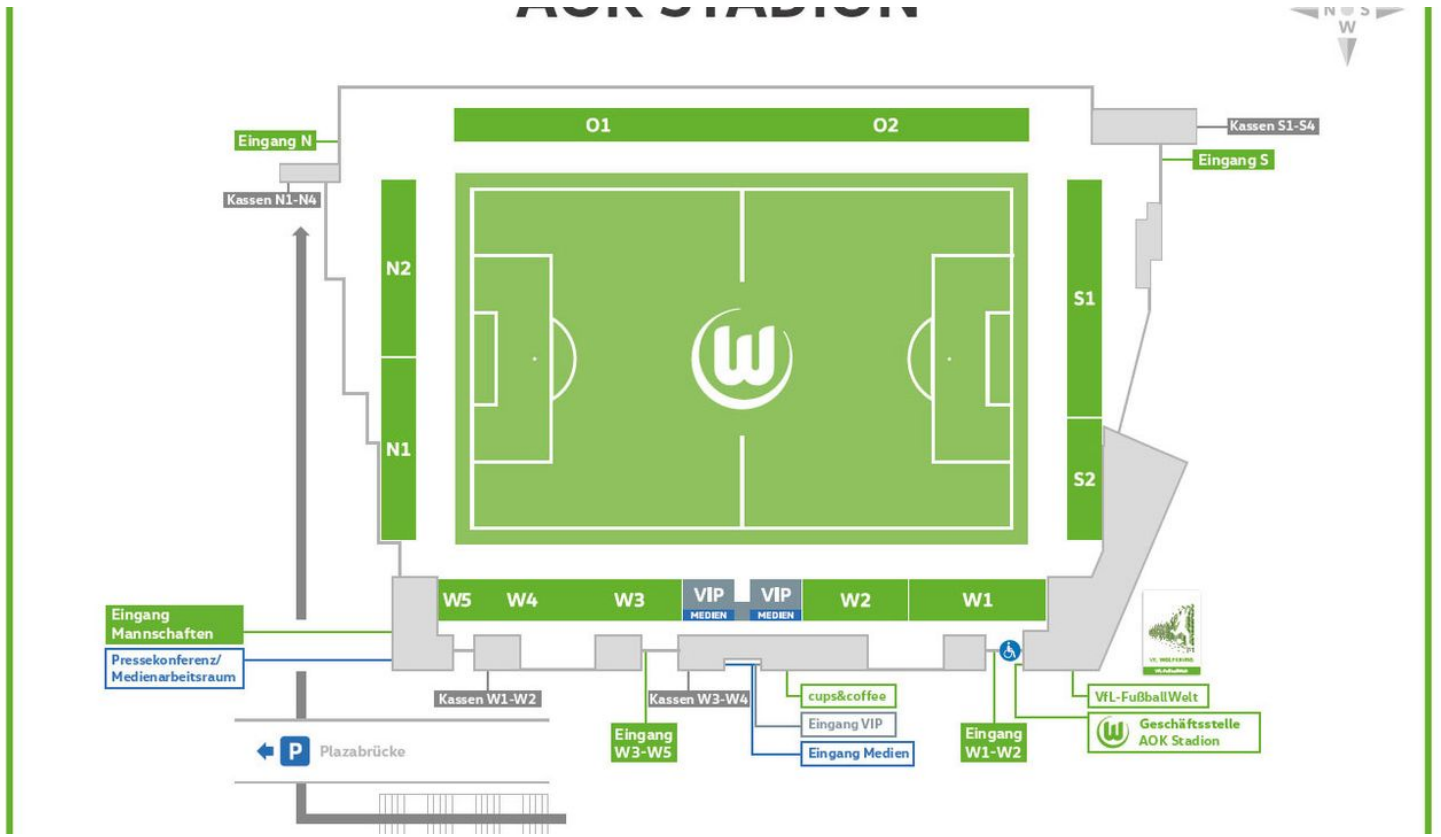 AOK STADION
N S
W
O1
O2
Kassen S1-S4
Eingang N
Eingang S
Kassen N1-N4
N2
S1
W
N1
S2
W5
W4
W3
VIP
MEDIEN
VIP
MEDIEN
W2
W1
Eingang
Mannschaften
Pressekonferenz/
Medienarbeitsraum
VFL WOLFSBURG
Kassen W1-W2
Kassen W3-W4
cups&coffee
VfL-FußballWelt
Eingang
W3-W5
Eingang VIP
Eingang Medien
Eingang
W1-W2
W
Geschäftsstelle
AOK Stadion
P
Plazabrücke